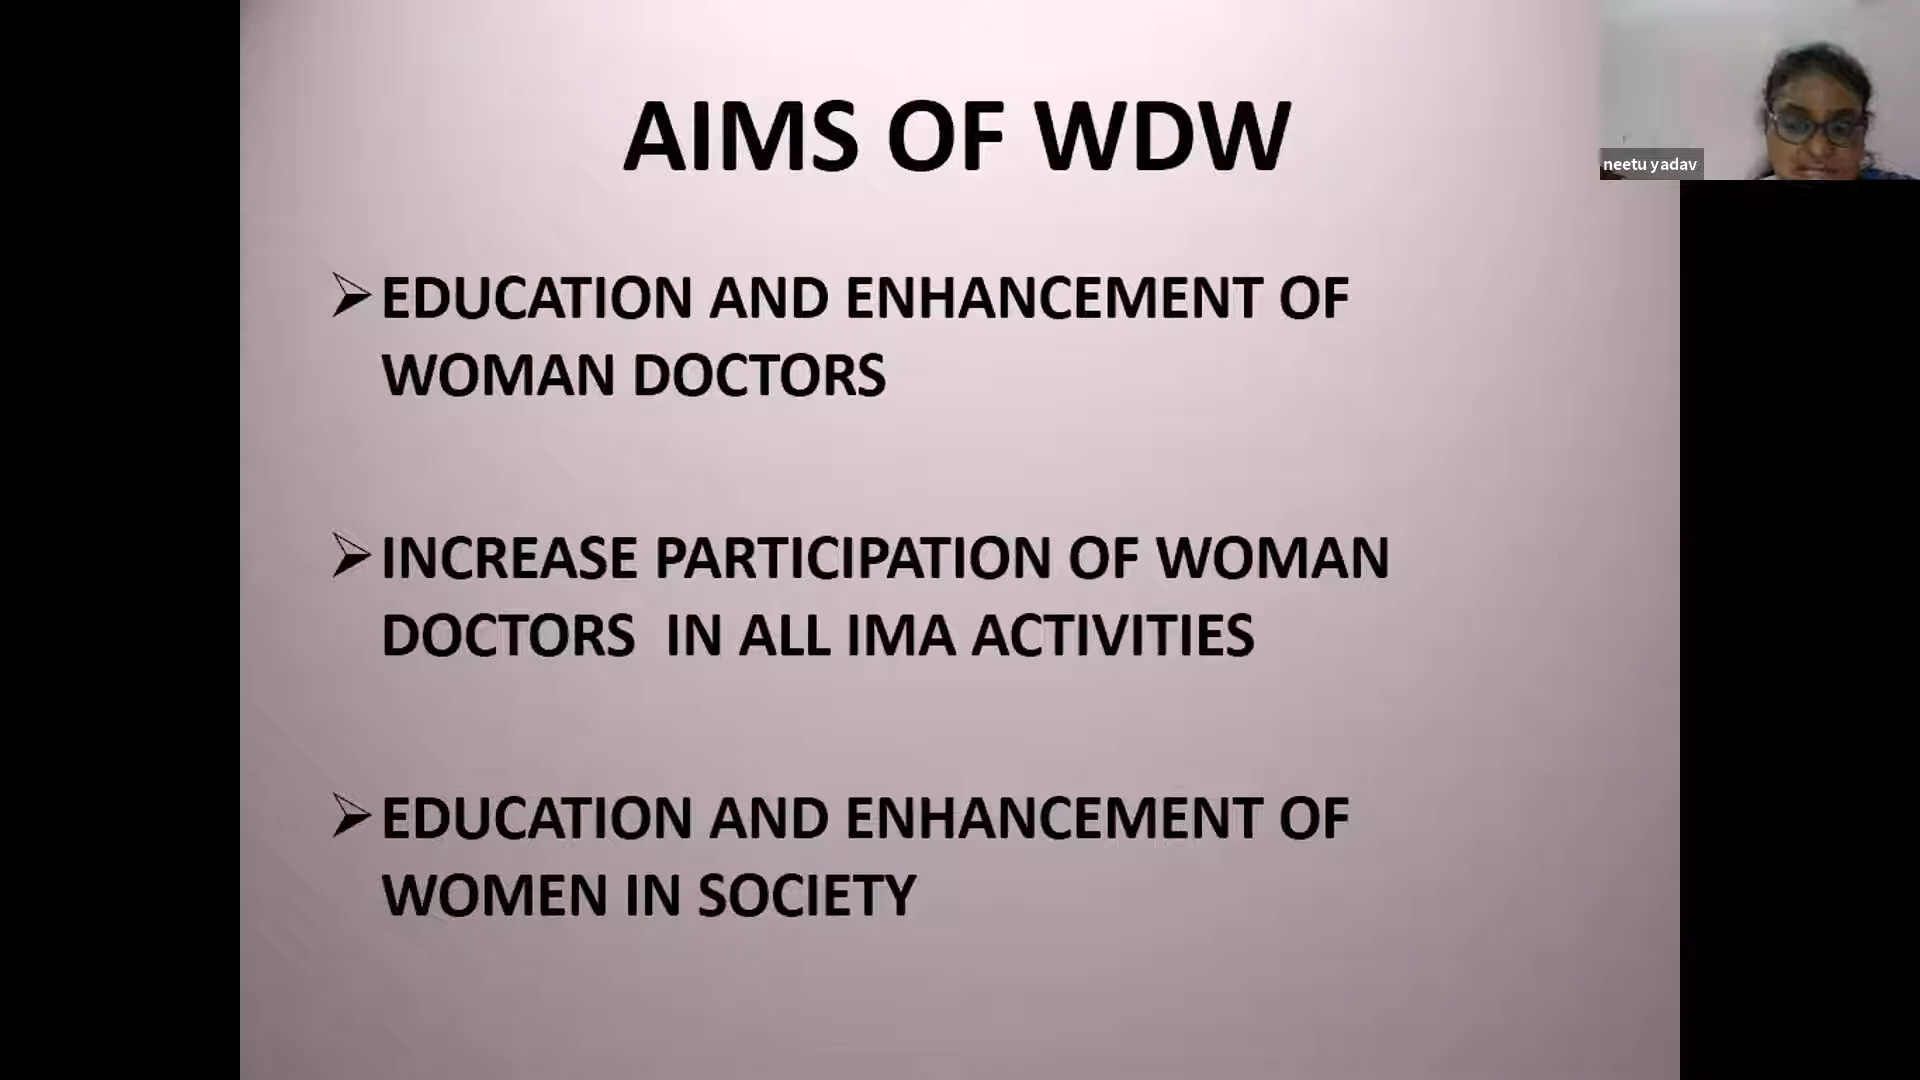 AIMS OF WDW
neetu yadav
➢EDUCATION AND ENHANCEMENT OF
WOMAN DOCTORS
➢INCREASE PARTICIPATION OF WOMAN
DOCTORS  IN ALL IMA ACTIVITIES
➢EDUCATION AND ENHANCEMENT OF
WOMEN IN SOCIETY